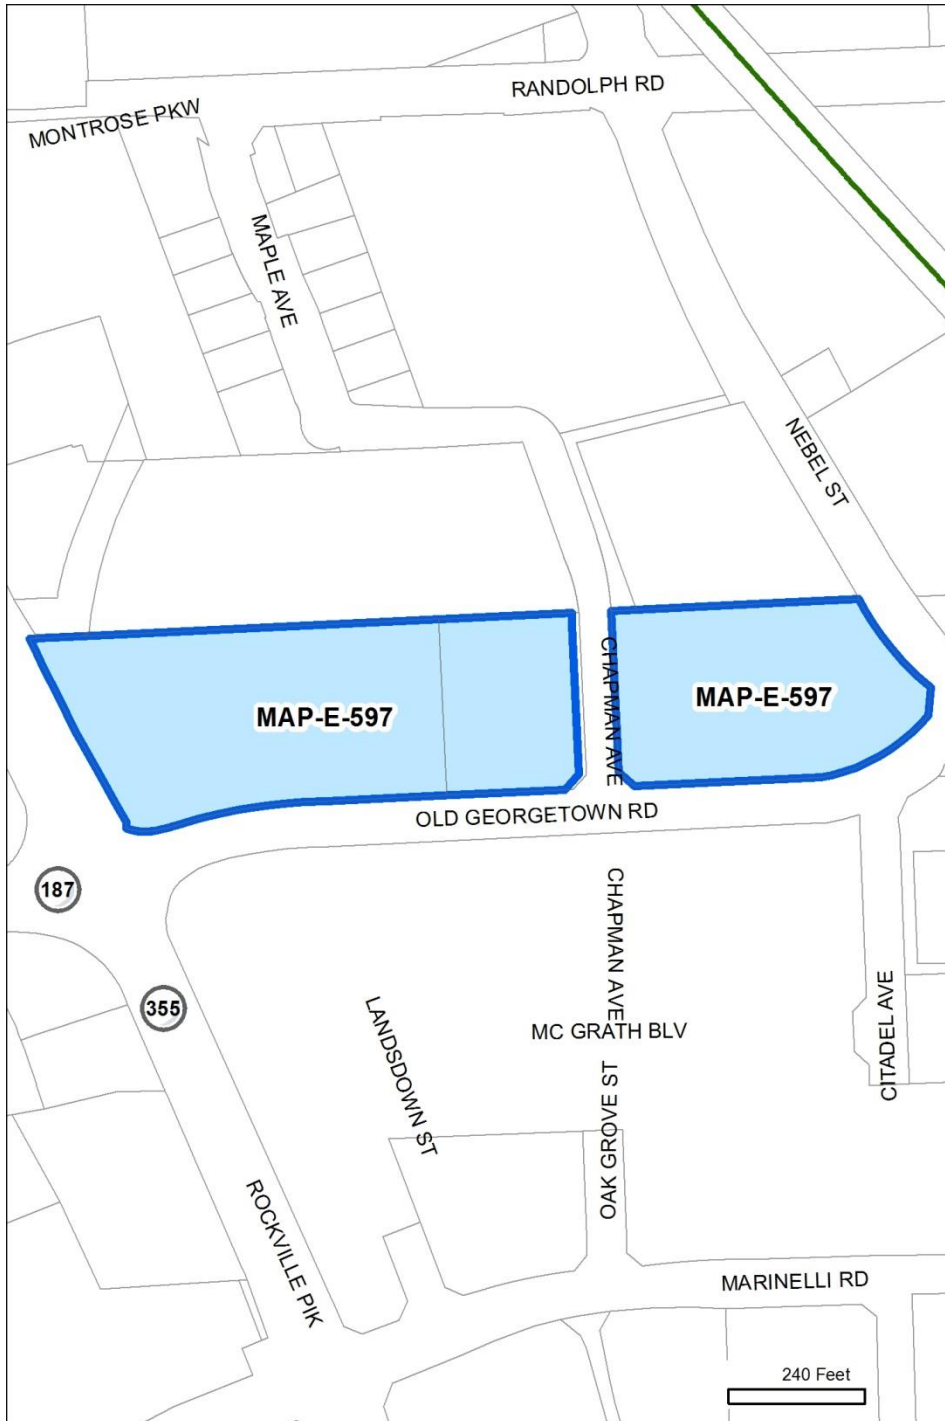 RANDOLPH RD
MONTROSE PKW
MAPLE AVE
NEBEL ST
CHAPMAN AVE
MAP-E-597
MAP-E-597
OLD GEORGETOWN RD
187
CHAPMAN AVE
355
LANDSDOWN ST
MC GRATH BLV
CITADEL AVE
OAK GROVE ST
ROCKVILLE PIK
MARINELLI RD
240 Feet